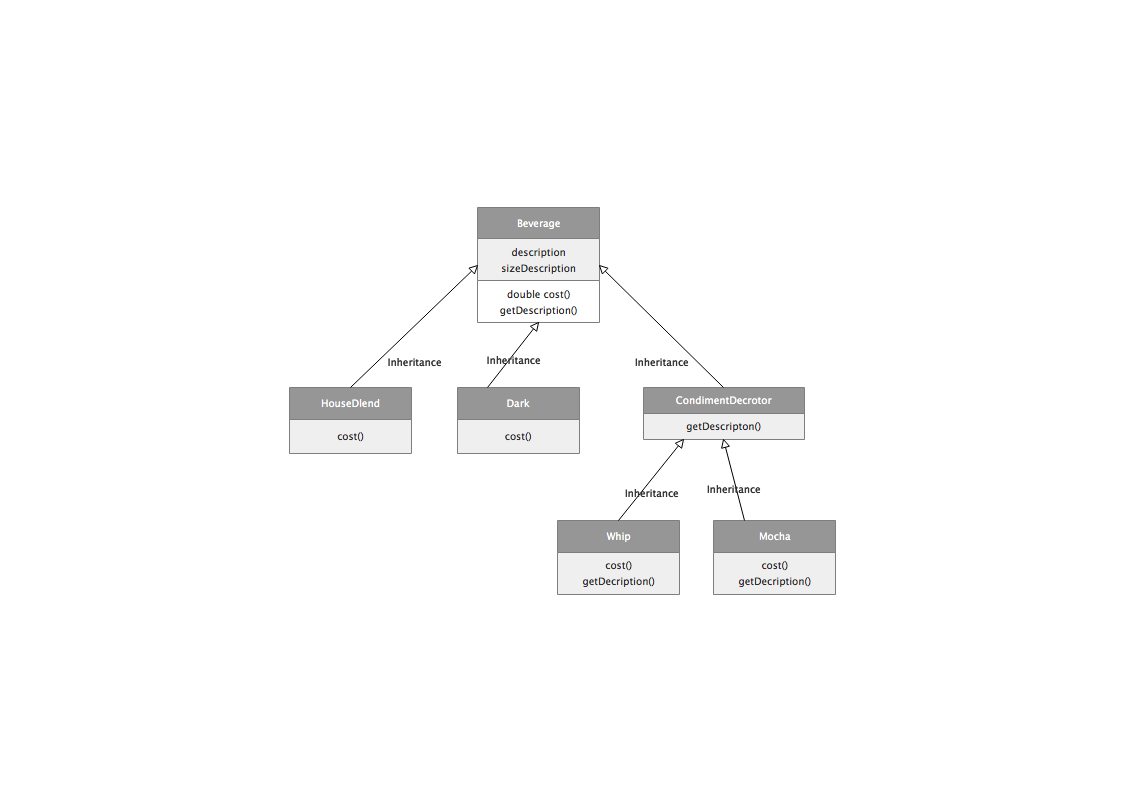 Beverage
description
sizeDescription
double cost()
getDescription()
Inheritance
Inheritance
Inheritance
HouseDlend
cost()
Dark
cost()
CondimentDecrotor
getDescripton()
Inheritance
Inheritance
Whip
cost()
getDecription()
Mocha
cost()
getDecription()